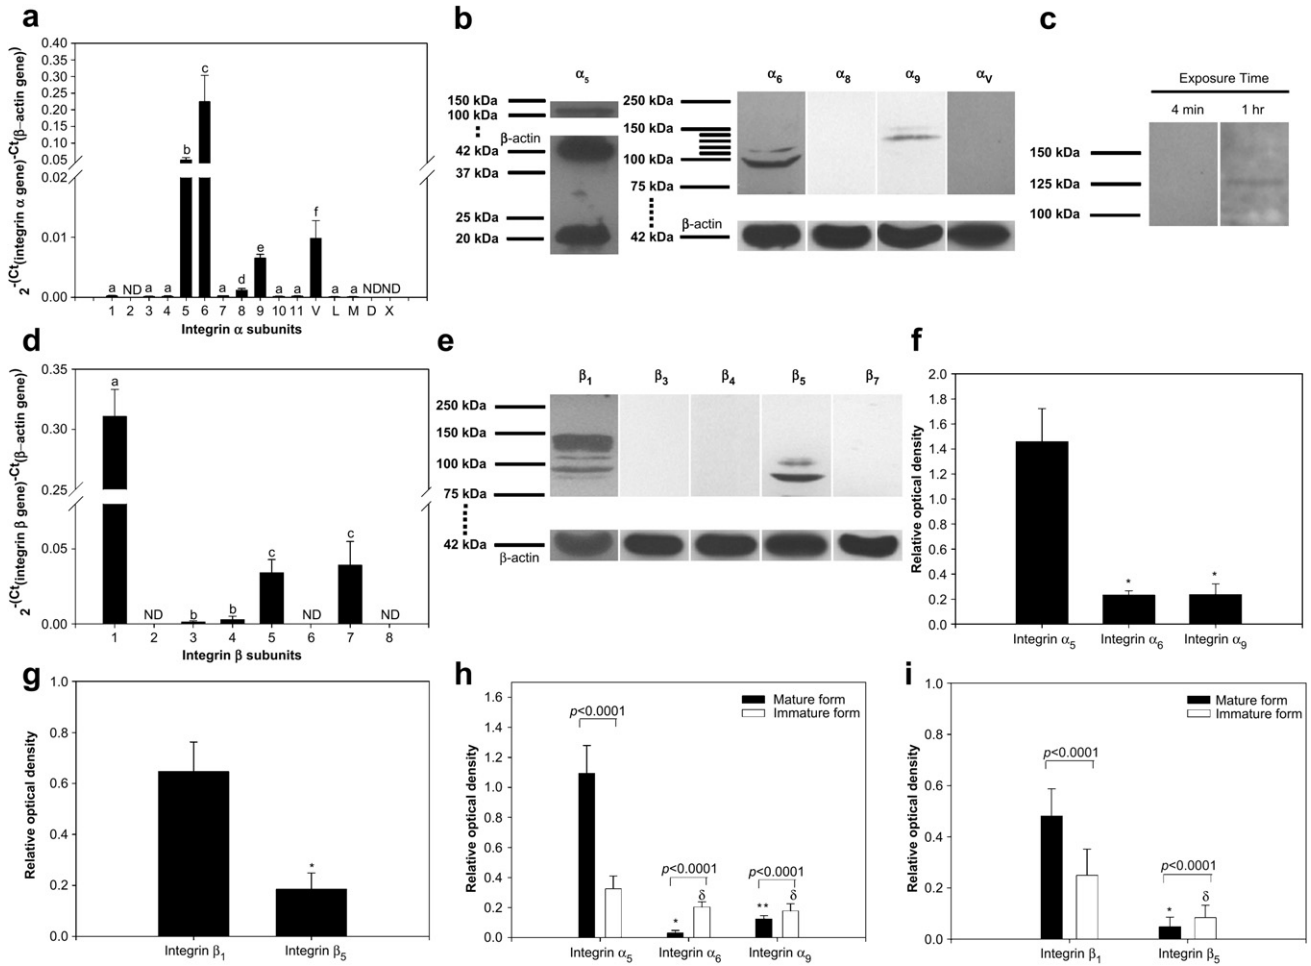 a
2-(Ct(integrin α gene)-Ct(β-actin gene))
0.40
0.35
0.30
0.25
0.20
0.15
0.10
0.05
0.02
0.01
0.00
a ND a a b c a d e a a f a a NDND
1 2 3 4 5 6 7 8 9 10 11 V L M D X
Integrin α subunits
b
α5
150 kDa
100 kDa
β-actin
42 kDa
37 kDa
25 kDa
20 kDa
α6 α8 α9 αV
250 kDa
150 kDa
100 kDa
75 kDa
β-actin
42 kDa
c
Exposure Time
4 min 1 hr
150 kDa
125 kDa
100 kDa
d
2-(Ct(integrin β gene)-Ct(β-actin gene))
0.35
0.30
0.25
0.05
0.00
a ND b b c ND c ND
1 2 3 4 5 6 7 8
Integrin β subunits
e
β1 β3 β4 β5 β7
250 kDa
150 kDa
100 kDa
75 kDa
42 kDa
β-actin
f
Relative optical density
2.0
1.8
1.6
1.4
1.2
1.0
0.8
0.6
0.4
0.2
0.0
* *
Integrin α5 Integrin α6 Integrin α9
g
Relative optical density
1.0
0.8
0.6
0.4
0.2
0.0
*
Integrin β1 Integrin β5
h
Relative optical density
1.6
1.4
1.2
1.0
0.8
0.6
0.4
0.2
0.0
Mature form
Immature form
p<0.0001
p<0.0001
p<0.0001
* δ ** δ
Integrin α5 Integrin α6 Integrin α9
i
Relative optical density
1.0
0.8
0.6
0.4
0.2
0.0
Mature form
Immature form
p<0.0001
p<0.0001
* δ
Integrin β1 Integrin β5